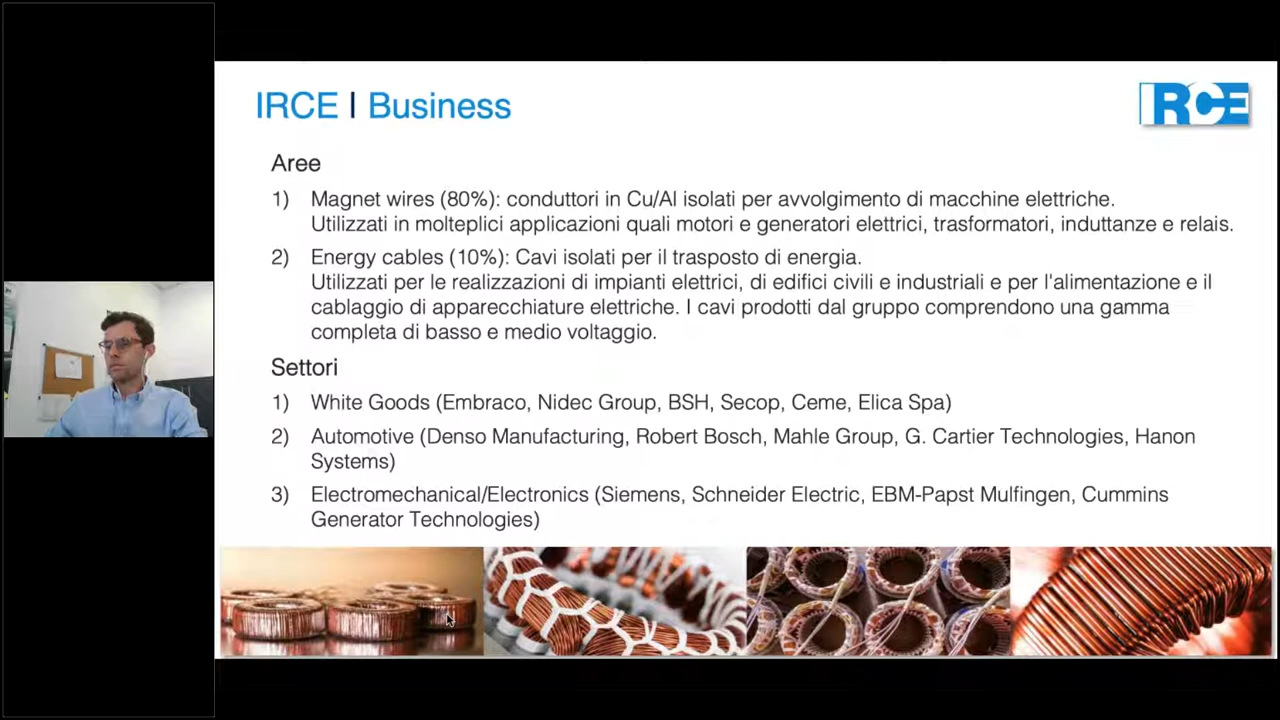 IRCE | Business
IRCE
Aree
1) Magnet wires (80%): conduttori in Cu/Al isolati per avvolgimento di macchine elettriche.
Utilizzati in molteplici applicazioni quali motori e generatori elettrici, trasformatori, induttanze e relais.
2) Energy cables (10%): Cavi isolati per il trasposto di energia.
Utilizzati per le realizzazioni di impianti elettrici, di edifici civili e industriali e per l'alimentazione e il
cablaggio di apparecchiature elettriche. I cavi prodotti dal gruppo comprendono una gamma
completa di basso e medio voltaggio.
Settori
1) White Goods (Embraco, Nidec Group, BSH, Secop, Ceme, Elica Spa)
2) Automotive (Denso Manufacturing, Robert Bosch, Mahle Group, G. Cartier Technologies, Hanon
Systems)
3) Electromechanical/Electronics (Siemens, Schneider Electric, EBM-Papst Mulfingen, Cummins
Generator Technologies)